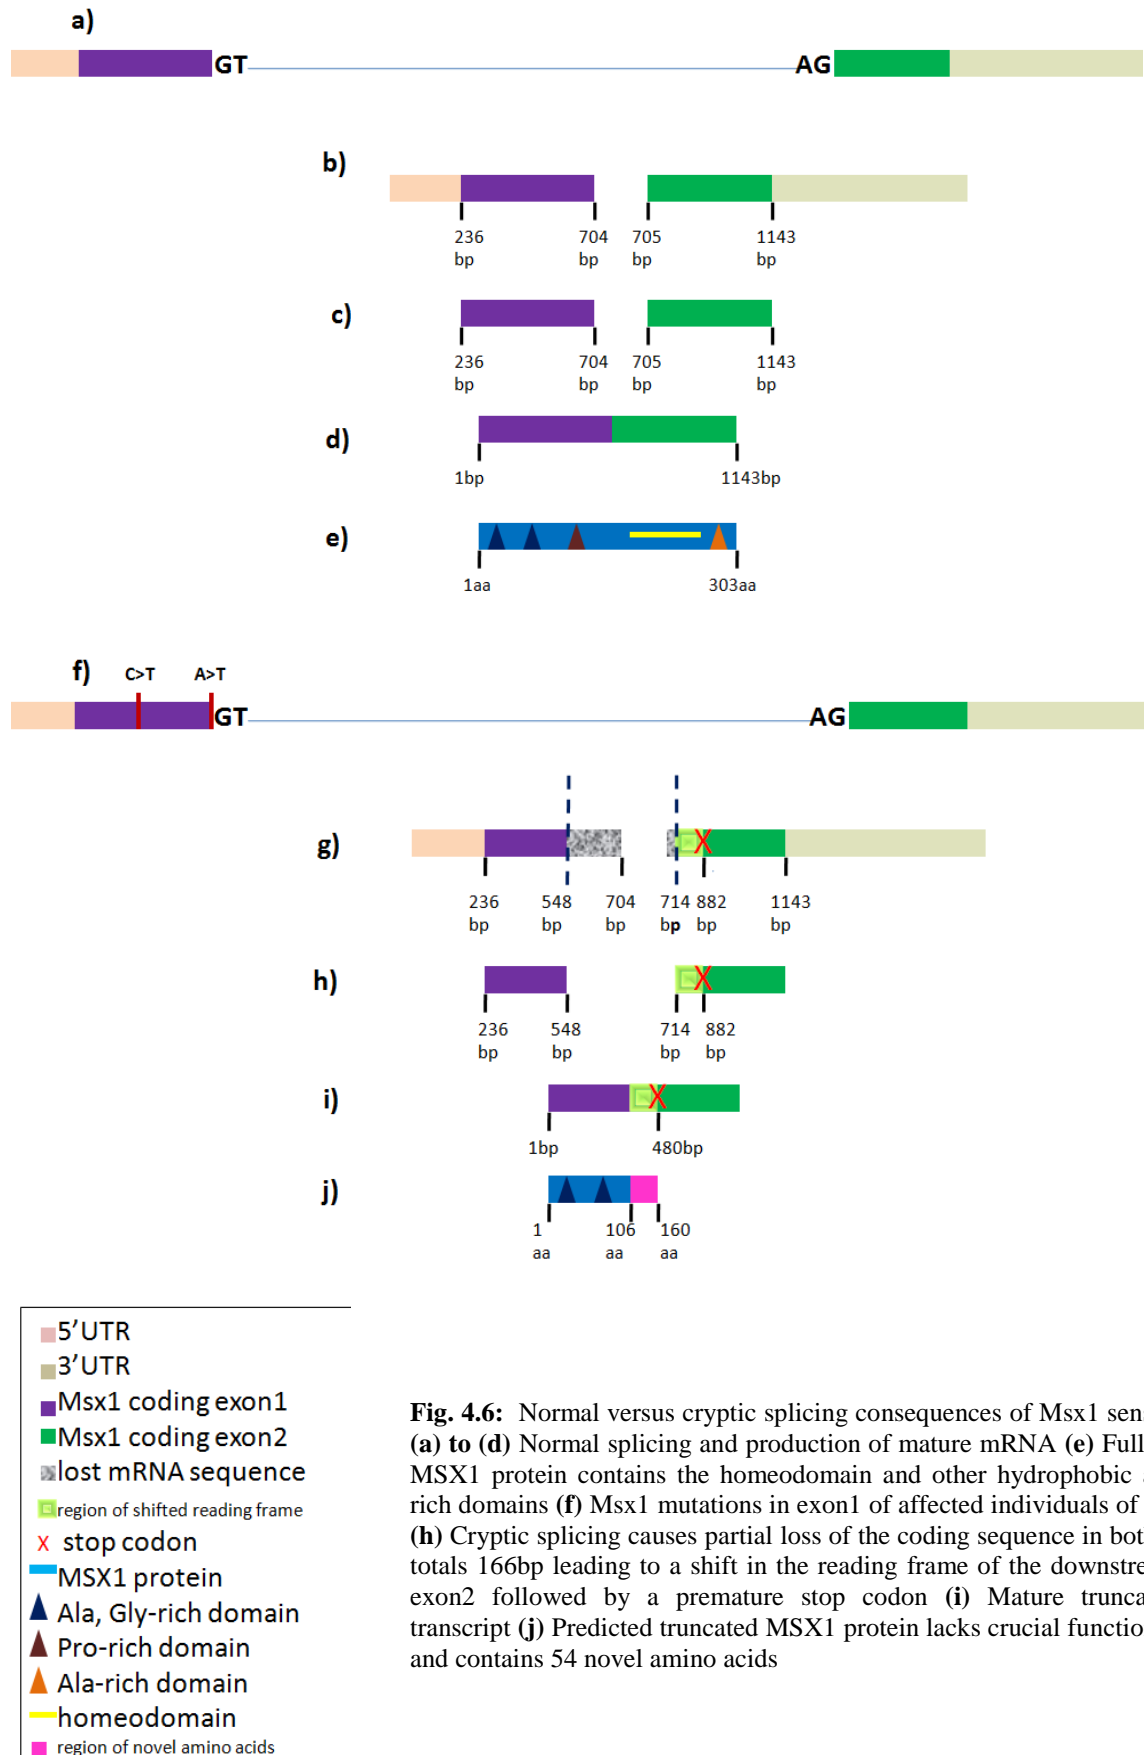 a)
GT AG
b)
236 704 705 1143
bp bp bp bp
c)
236 704 705 1143
bp bp bp bp
d)
1bp 1143bp
e)
1aa 303aa
f) C>T A>T
GT AG
g)
236 548 704 714 882 1143
bp bp bp bp bp bp
h)
236 548 714 882
bp bp bp bp
i)
1bp 480bp
j)
1 106 160
aa aa aa
5'UTR
3'UTR
Msx1 coding exon1
Msx1 coding exon2
lost mRNA sequence
region of shifted reading frame
X stop codon
MSX1 protein
Ala, Gly-rich domain
Pro-rich domain
Ala-rich domain
homeodomain
region of novel amino acids
Fig. 4.6: Normal versus cryptic splicing consequences of Msx1 sen
(a) to (d) Normal splicing and production of mature mRNA (e) Full
MSX1 protein contains the homeodomain and other hydrophobic
rich domains (f) Msx1 mutations in exon1 of affected individuals of
(h) Cryptic splicing causes partial loss of the coding sequence in bot
totals 166bp leading to a shift in the reading frame of the downstre
exon2 followed by a premature stop codon (i) Mature trunca
transcript (j) Predicted truncated MSX1 protein lacks crucial function
and contains 54 novel amino acids